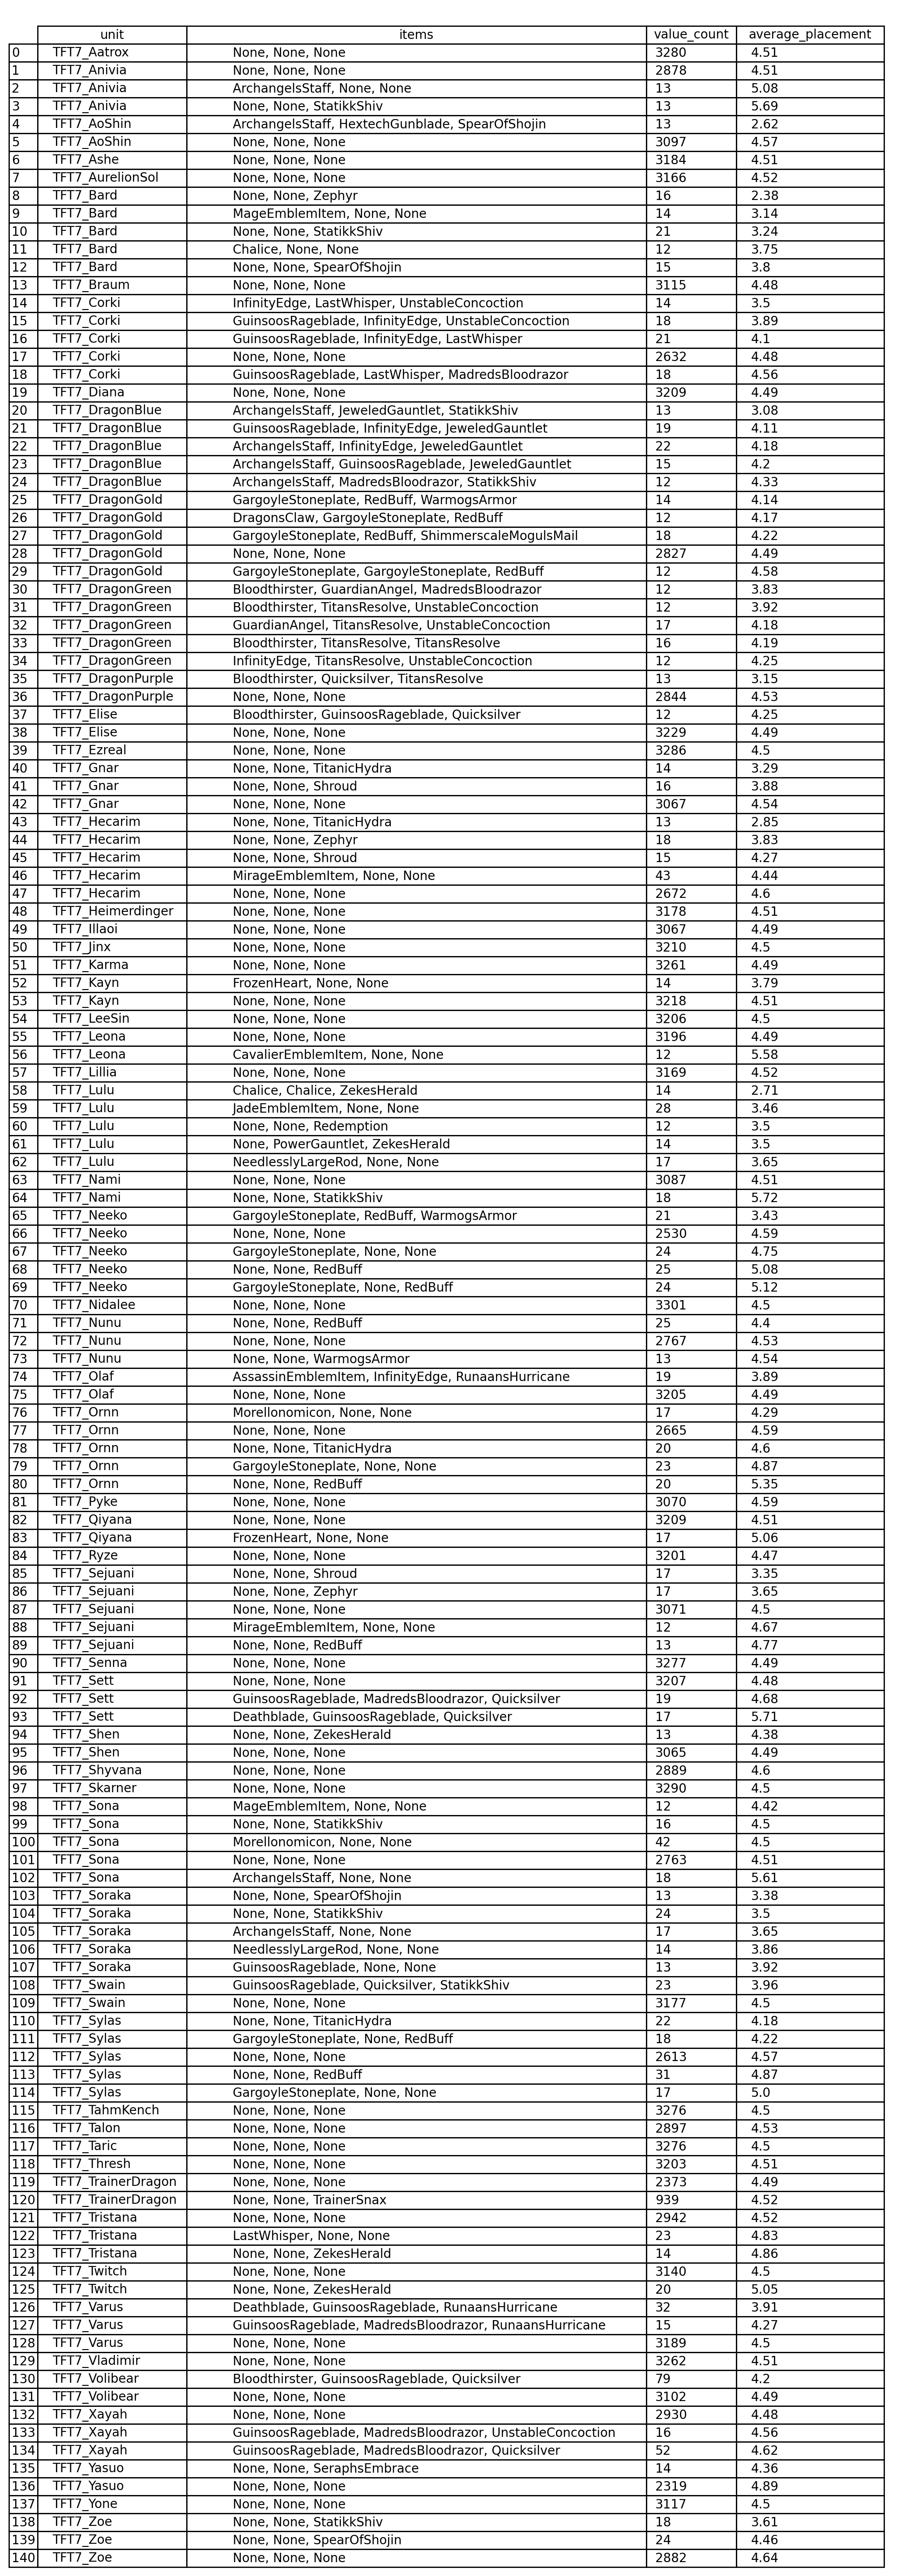 unit items value_count average_placement
0 TFT7_Aatrox None, None, None 3280 4.51
1 TFT7_Anivia None, None, None 2878 4.51
2 TFT7_Anivia ArchangelsStaff, None, None 13 5.08
3 TFT7_Anivia None, None, StatikkShiv 13 5.69
4 TFT7_AoShin ArchangelsStaff, HextechGunblade, SpearOfShojin 13 2.62
5 TFT7_AoShin None, None, None 3097 4.57
6 TFT7_Ashe None, None, None 3184 4.51
7 TFT7_AurelionSol None, None, None 3166 4.52
8 TFT7_Bard None, None, Zephyr 16 2.38
9 TFT7_Bard MageEmblemItem, None, None 14 3.14
10 TFT7_Bard None, None, StatikkShiv 21 3.24
11 TFT7_Bard Chalice, None, None 12 3.75
12 TFT7_Bard None, None, SpearOfShojin 15 3.8
13 TFT7_Braum None, None, None 3115 4.48
14 TFT7_Corki InfinityEdge, LastWhisper, UnstableConcoction 14 3.5
15 TFT7_Corki GuinsoosRageblade, InfinityEdge, UnstableConcoction 18 3.89
16 TFT7_Corki GuinsoosRageblade, InfinityEdge, LastWhisper 21 4.1
17 TFT7_Corki None, None, None 2632 4.48
18 TFT7_Corki GuinsoosRageblade, LastWhisper, MadredsBloodrazor 18 4.56
19 TFT7_Diana None, None, None 3209 4.49
20 TFT7_DragonBlue ArchangelsStaff, JeweledGauntlet, StatikkShiv 13 3.08
21 TFT7_DragonBlue GuinsoosRageblade, InfinityEdge, JeweledGauntlet 19 4.11
22 TFT7_DragonBlue ArchangelsStaff, InfinityEdge, JeweledGauntlet 22 4.18
23 TFT7_DragonBlue ArchangelsStaff, GuinsoosRageblade, JeweledGauntlet 15 4.2
24 TFT7_DragonBlue ArchangelsStaff, MadredsBloodrazor, StatikkShiv 12 4.33
25 TFT7_DragonGold GargoyleStoneplate, RedBuff, WarmogsArmor 14 4.14
26 TFT7_DragonGold DragonsClaw, GargoyleStoneplate, RedBuff 12 4.17
27 TFT7_DragonGold GargoyleStoneplate, RedBuff, ShimmerscaleMogulsMail 18 4.22
28 TFT7_DragonGold None, None, None 2827 4.49
29 TFT7_DragonGold GargoyleStoneplate, GargoyleStoneplate, RedBuff 12 4.58
30 TFT7_DragonGreen Bloodthirster, GuardianAngel, MadredsBloodrazor 12 3.83
31 TFT7_DragonGreen Bloodthirster, TitansResolve, UnstableConcoction 12 3.92
32 TFT7_DragonGreen GuardianAngel, TitansResolve, UnstableConcoction 17 4.18
33 TFT7_DragonGreen Bloodthirster, TitansResolve, TitansResolve 16 4.19
34 TFT7_DragonGreen InfinityEdge, TitansResolve, UnstableConcoction 12 4.25
35 TFT7_DragonPurple Bloodthirster, Quicksilver, TitansResolve 13 3.15
36 TFT7_DragonPurple None, None, None 2844 4.53
37 TFT7_Elise Bloodthirster, GuinsoosRageblade, Quicksilver 12 4.25
38 TFT7_Elise None, None, None 3229 4.49
39 TFT7_Ezreal None, None, None 3286 4.5
40 TFT7_Gnar None, None, TitanicHydra 14 3.29
41 TFT7_Gnar None, None, Shroud 16 3.88
42 TFT7_Gnar None, None, None 3067 4.54
43 TFT7_Hecarim None, None, TitanicHydra 13 2.85
44 TFT7_Hecarim None, None, Zephyr 18 3.83
45 TFT7_Hecarim None, None, Shroud 15 4.27
46 TFT7_Hecarim MirageEmblemItem, None, None 43 4.44
47 TFT7_Hecarim None, None, None 2672 4.6
48 TFT7_Heimerdinger None, None, None 3178 4.51
49 TFT7_Illaoi None, None, None 3067 4.49
50 TFT7_Jinx None, None, None 3210 4.5
51 TFT7_Karma None, None, None 3261 4.49
52 TFT7_Kayn FrozenHeart, None, None 14 3.79
53 TFT7_Kayn None, None, None 3218 4.51
54 TFT7_LeeSin None, None, None 3206 4.5
55 TFT7_Leona None, None, None 3196 4.49
56 TFT7_Leona CavalierEmblemItem, None, None 12 5.58
57 TFT7_Lillia None, None, None 3169 4.52
58 TFT7_Lulu Chalice, Chalice, ZekesHerald 14 2.71
59 TFT7_Lulu JadeEmblemItem, None, None 28 3.46
60 TFT7_Lulu None, None, Redemption 12 3.5
61 TFT7_Lulu None, PowerGauntlet, ZekesHerald 14 3.5
62 TFT7_Lulu NeedlesslyLargeRod, None, None 17 3.65
63 TFT7_Nami None, None, None 3087 4.51
64 TFT7_Nami None, None, StatikkShiv 18 5.72
65 TFT7_Neeko GargoyleStoneplate, RedBuff, WarmogsArmor 21 3.43
66 TFT7_Neeko None, None, None 2530 4.59
67 TFT7_Neeko GargoyleStoneplate, None, None 24 4.75
68 TFT7_Neeko None, None, RedBuff 25 5.08
69 TFT7_Neeko GargoyleStoneplate, None, RedBuff 24 5.12
70 TFT7_Nidalee None, None, None 3301 4.5
71 TFT7_Nunu None, None, RedBuff 25 4.4
72 TFT7_Nunu None, None, None 2767 4.53
73 TFT7_Nunu None, None, WarmogsArmor 13 4.54
74 TFT7_Olaf AssassinEmblemItem, InfinityEdge, RunaansHurricane 19 3.89
75 TFT7_Olaf None, None, None 3205 4.49
76 TFT7_Ornn Morellonomicon, None, None 17 4.29
77 TFT7_Ornn None, None, None 2665 4.59
78 TFT7_Ornn None, None, TitanicHydra 20 4.6
79 TFT7_Ornn GargoyleStoneplate, None, None 23 4.87
80 TFT7_Ornn None, None, RedBuff 20 5.35
81 TFT7_Pyke None, None, None 3070 4.59
82 TFT7_Qiyana None, None, None 3209 4.51
83 TFT7_Qiyana FrozenHeart, None, None 17 5.06
84 TFT7_Ryze None, None, None 3201 4.47
85 TFT7_Sejuani None, None, Shroud 17 3.35
86 TFT7_Sejuani None, None, Zephyr 17 3.65
87 TFT7_Sejuani None, None, None 3071 4.5
88 TFT7_Sejuani MirageEmblemItem, None, None 12 4.67
89 TFT7_Sejuani None, None, RedBuff 13 4.77
90 TFT7_Senna None, None, None 3277 4.49
91 TFT7_Sett None, None, None 3207 4.48
92 TFT7_Sett GuinsoosRageblade, MadredsBloodrazor, Quicksilver 19 4.68
93 TFT7_Sett Deathblade, GuinsoosRageblade, Quicksilver 17 5.71
94 TFT7_Shen None, None, ZekesHerald 13 4.38
95 TFT7_Shen None, None, None 3065 4.49
96 TFT7_Shyvana None, None, None 2889 4.6
97 TFT7_Skarner None, None, None 3290 4.5
98 TFT7_Sona MageEmblemItem, None, None 12 4.42
99 TFT7_Sona None, None, StatikkShiv 16 4.5
100 TFT7_Sona Morellonomicon, None, None 42 4.5
101 TFT7_Sona None, None, None 2763 4.51
102 TFT7_Sona ArchangelsStaff, None, None 18 5.61
103 TFT7_Soraka None, None, SpearOfShojin 13 3.38
104 TFT7_Soraka None, None, StatikkShiv 24 3.5
105 TFT7_Soraka ArchangelsStaff, None, None 17 3.65
106 TFT7_Soraka NeedlesslyLargeRod, None, None 14 3.86
107 TFT7_Soraka GuinsoosRageblade, None, None 13 3.92
108 TFT7_Swain GuinsoosRageblade, Quicksilver, StatikkShiv 23 3.96
109 TFT7_Swain None, None, None 3177 4.5
110 TFT7_Sylas None, None, TitanicHydra 22 4.18
111 TFT7_Sylas GargoyleStoneplate, None, RedBuff 18 4.22
112 TFT7_Sylas None, None, None 2613 4.57
113 TFT7_Sylas None, None, RedBuff 31 4.87
114 TFT7_Sylas GargoyleStoneplate, None, None 17 5.0
115 TFT7_TahmKench None, None, None 3276 4.5
116 TFT7_Talon None, None, None 2897 4.53
117 TFT7_Taric None, None, None 3276 4.5
118 TFT7_Thresh None, None, None 3203 4.51
119 TFT7_TrainerDragon None, None, None 2373 4.49
120 TFT7_TrainerDragon None, None, TrainerSnax 939 4.52
121 TFT7_Tristana None, None, None 2942 4.52
122 TFT7_Tristana LastWhisper, None, None 23 4.83
123 TFT7_Tristana None, None, ZekesHerald 14 4.86
124 TFT7_Twitch None, None, None 3140 4.5
125 TFT7_Twitch None, None, ZekesHerald 20 5.05
126 TFT7_Varus Deathblade, GuinsoosRageblade, RunaansHurricane 32 3.91
127 TFT7_Varus GuinsoosRageblade, MadredsBloodrazor, RunaansHurricane 15 4.27
128 TFT7_Varus None, None, None 3189 4.5
129 TFT7_Vladimir None, None, None 3262 4.51
130 TFT7_Volibear Bloodthirster, GuinsoosRageblade, Quicksilver 79 4.2
131 TFT7_Volibear None, None, None 3102 4.49
132 TFT7_Xayah None, None, None 2930 4.48
133 TFT7_Xayah GuinsoosRageblade, MadredsBloodrazor, UnstableConcoction 16 4.56
134 TFT7_Xayah GuinsoosRageblade, MadredsBloodrazor, Quicksilver 52 4.62
135 TFT7_Yasuo None, None, SeraphsEmbrace 14 4.36
136 TFT7_Yasuo None, None, None 2319 4.89
137 TFT7_Yone None, None, None 3117 4.5
138 TFT7_Zoe None, None, StatikkShiv 18 3.61
139 TFT7_Zoe None, None, SpearOfShojin 24 4.46
140 TFT7_Zoe None, None, None 2882 4.64